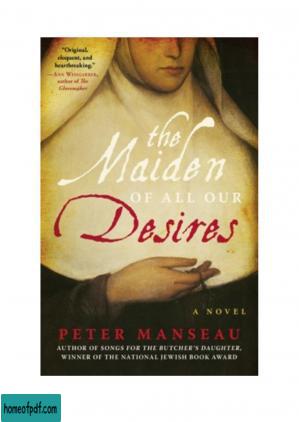 "Original,
eloquent, and
heartbreaking."
—Ann Weisgarber,
author of The
Glovemaker
the
Maiden
OF ALL OUR
Desires
A NOVEL
PETER MANSEAU
AUTHOR OF SONGS FOR THE BUTCHER'S DAUGHTER,
WINNER OF THE NATIONAL JEWISH BOOK AWARD
homeofpdf.com